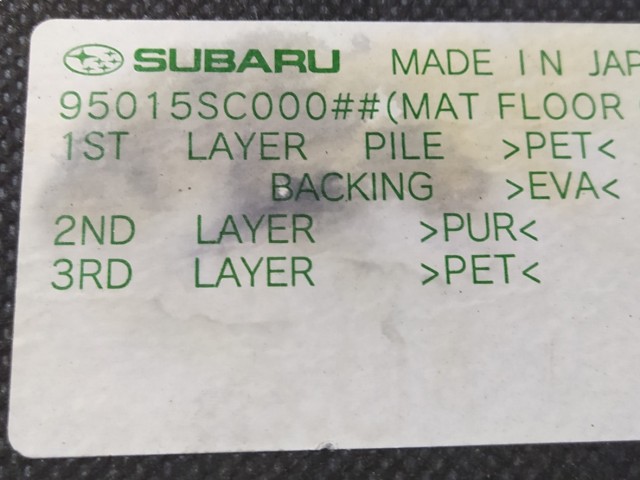 SUBARU MADE IN JAP
95015SC000##(MAT FLOOR
1ST LAYER PILE >PET<
BACKING >EVA<
2ND LAYER >PUR<
3RD LAYER >PET<